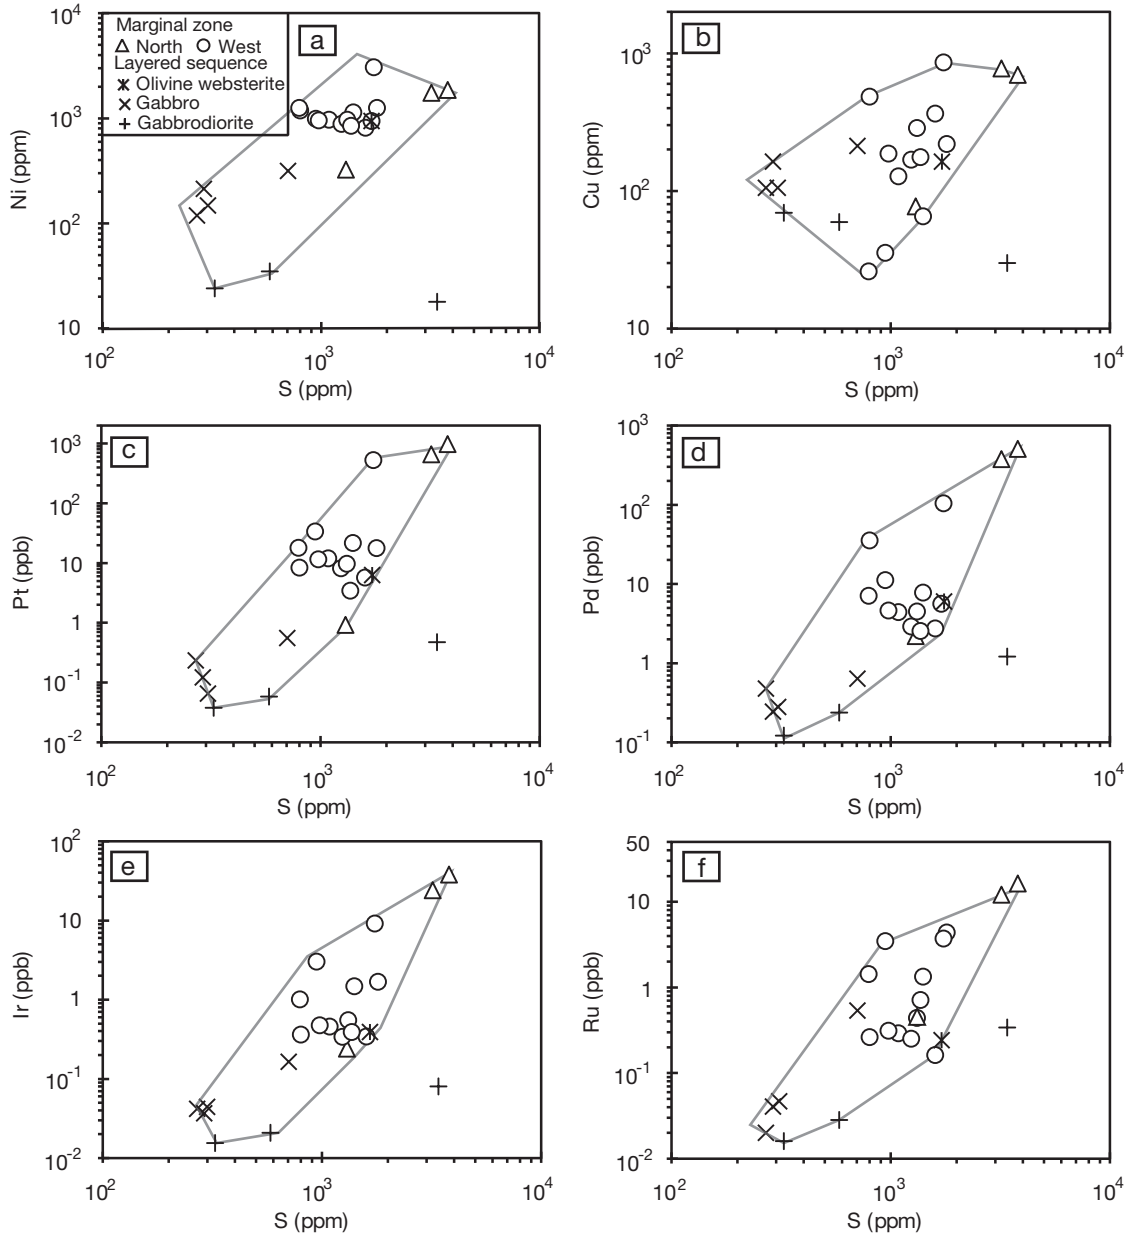 10⁴
10³
10²
10
Ni (ppm)
Marginal zone
North West
Layered sequence
Olivine websterite
Gabbro
Gabbrodiorite
a
10² 10³ 10⁴
S (ppm)
10³
10²
10
Cu (ppm)
b
10² 10³ 10⁴
S (ppm)
10³
10²
10
1
10⁻¹
10⁻²
Pt (ppb)
c
10² 10³ 10⁴
S (ppm)
10³
10²
10
1
10⁻¹
Pd (ppb)
d
10² 10³ 10⁴
S (ppm)
10²
10
1
10⁻¹
10⁻²
Ir (ppb)
e
10² 10³ 10⁴
S (ppm)
50
10
1
10⁻¹
10⁻²
Ru (ppb)
f
10² 10³ 10⁴
S (ppm)